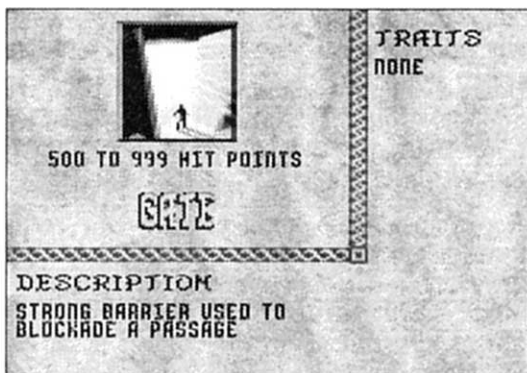 TRAITS
NONE
500 TO 999 HIT POINTS
GATE
DESCRIPTION
STRONG BARRIER USED TO
BLOCKADE A PASSAGE